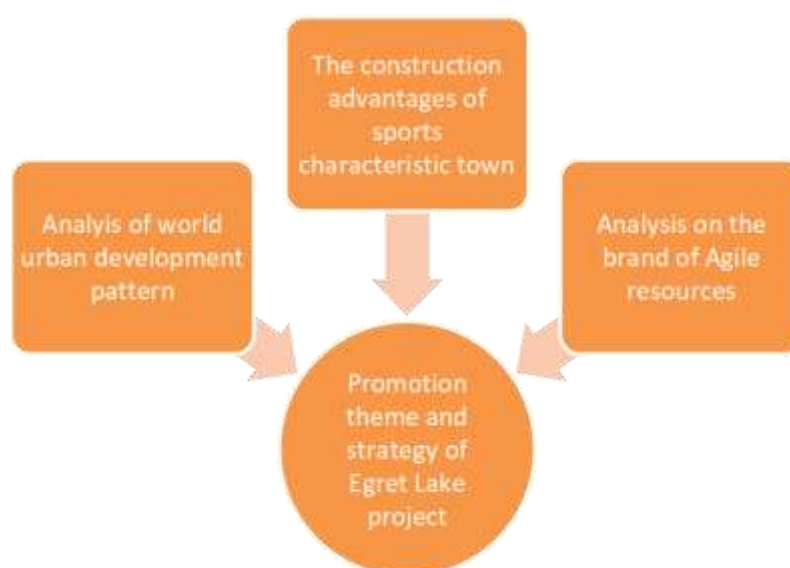 The construction
advantages of
sports
characteristic town
Analyis of world
urban development
pattern
Analysis on the
brand of Agile
resources
Promotion
theme and
strategy of
Egret Lake
project